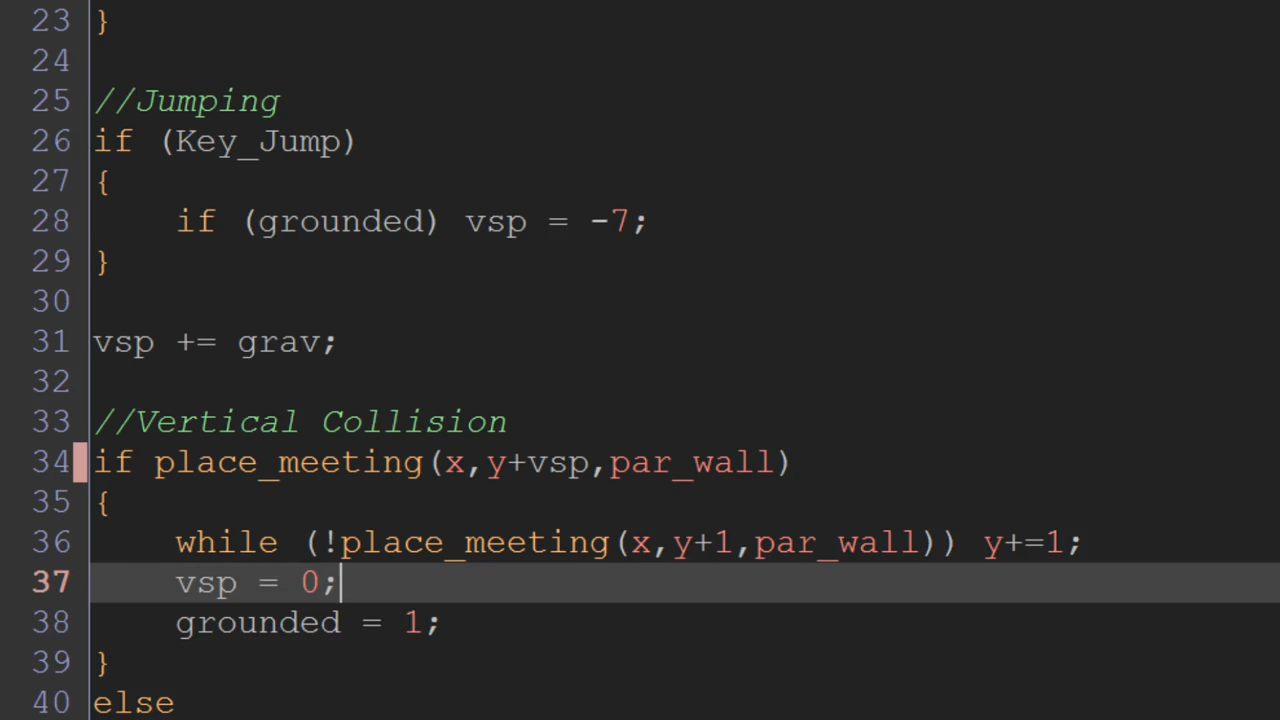 23 }
24
25 //Jumping
26 if (Key_Jump)
27 {
28     if (grounded) vsp = -7;
29 }
30
31 vsp += grav;
32
33 //Vertical Collision
34 if place_meeting(x,y+vsp,par_wall)
35 {
36     while (!place_meeting(x,y+1,par_wall)) y+=1;
37     vsp = 0;
38     grounded = 1;
39 }
40 else